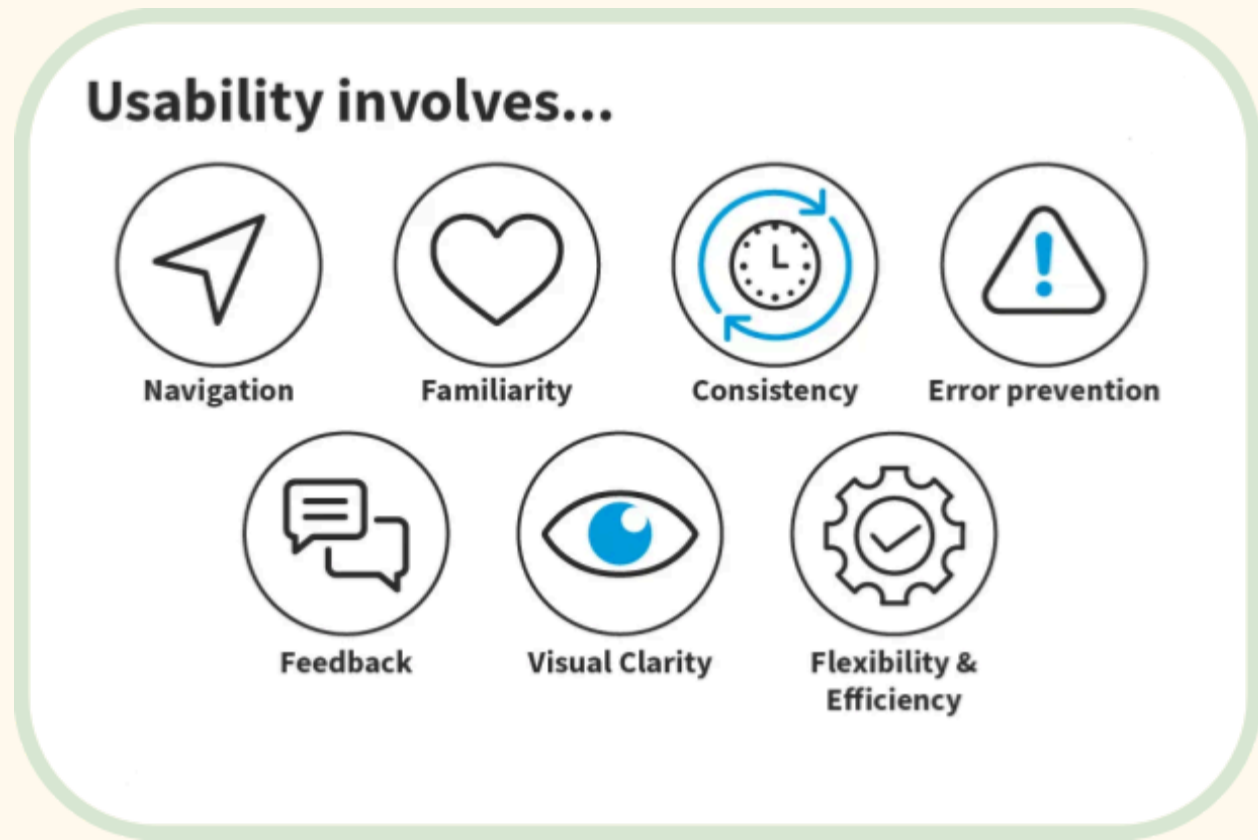 Usability involves...
Navigation
Familiarity
Consistency
Error prevention
Feedback
Visual Clarity
Flexibility &
Efficiency